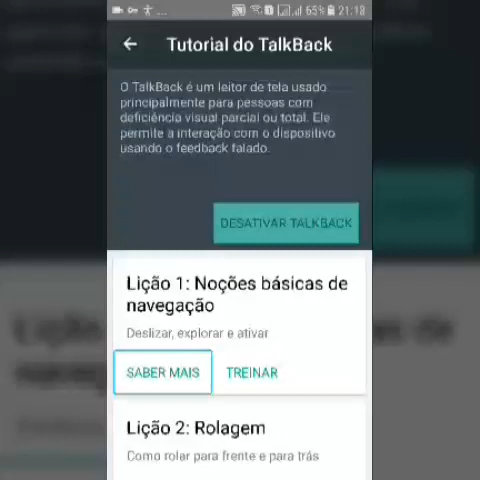 65% 21:18
Tutorial do TalkBack
O TalkBack é um leitor de tela usado
principalmente para pessoas com
deficiência visual parcial ou total. Ele
permite a interação com o dispositivo
usando o feedback falado.
DESATIVAR TALKBACK
Lição 1: Noções básicas de
navegação
Deslizar, explorar e ativar
SABER MAIS TREINAR
Lição 2: Rolagem
Como rolar para frente e para trás